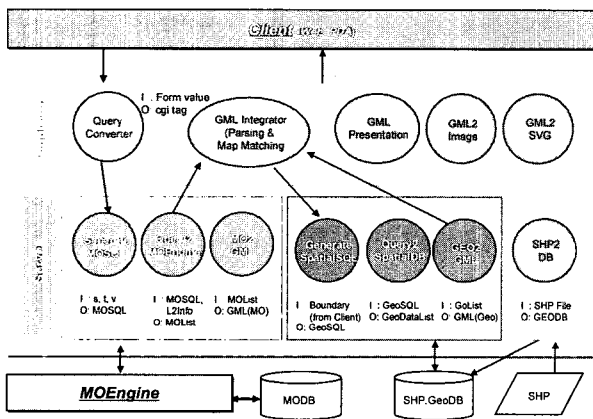 Client
Query
Converter
I : Form value
O: cgi tag
GML Integrator
(Parsing &
Map Matching)
GML
Presentation
GML2
Image
GML2
SVG
MOSql
MOEngine
MO2
GML
Generate
SpatialSQL
Query2
SpatialDB
GEO2
GML
SHP2
DB
I : s, t, v
O: MOSQL
I : MOSQL,
L2Info
O: MOList
I : MOList
O: GML(MO)
I : Boundary
(from Client)
O: GeoSQL
I : GeoSQL
O: GeoDataList
I : GoList
O: GML(Geo)
I : SHP File
O: GEODB
MOEngine
MODB
SHP.GeoDB
SHP